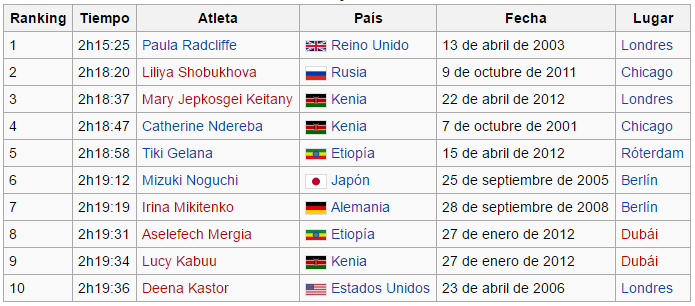 Ranking Tiempo Atleta País Fecha Lugar
1 2h15:25 Paula Radcliffe Reino Unido 13 de abril de 2003 Londres
2 2h18:20 Liliya Shobukhova Rusia 9 de octubre de 2011 Chicago
3 2h18:37 Mary Jepkosgei Keitany Kenia 22 de abril de 2012 Londres
4 2h18:47 Catherine Ndereba Kenia 7 de octubre de 2001 Chicago
5 2h18:58 Tiki Gelana Etiopía 15 de abril de 2012 Róterdam
6 2h19:12 Mizuki Noguchi Japón 25 de septiembre de 2005 Berlín
7 2h19:19 Irina Mikitenko Alemania 28 de septiembre de 2008 Berlín
8 2h19:31 Aselefech Mergia Etiopía 27 de enero de 2012 Dubái
9 2h19:34 Lucy Kabuu Kenia 27 de enero de 2012 Dubái
10 2h19:36 Deena Kastor Estados Unidos 23 de abril de 2006 Londres